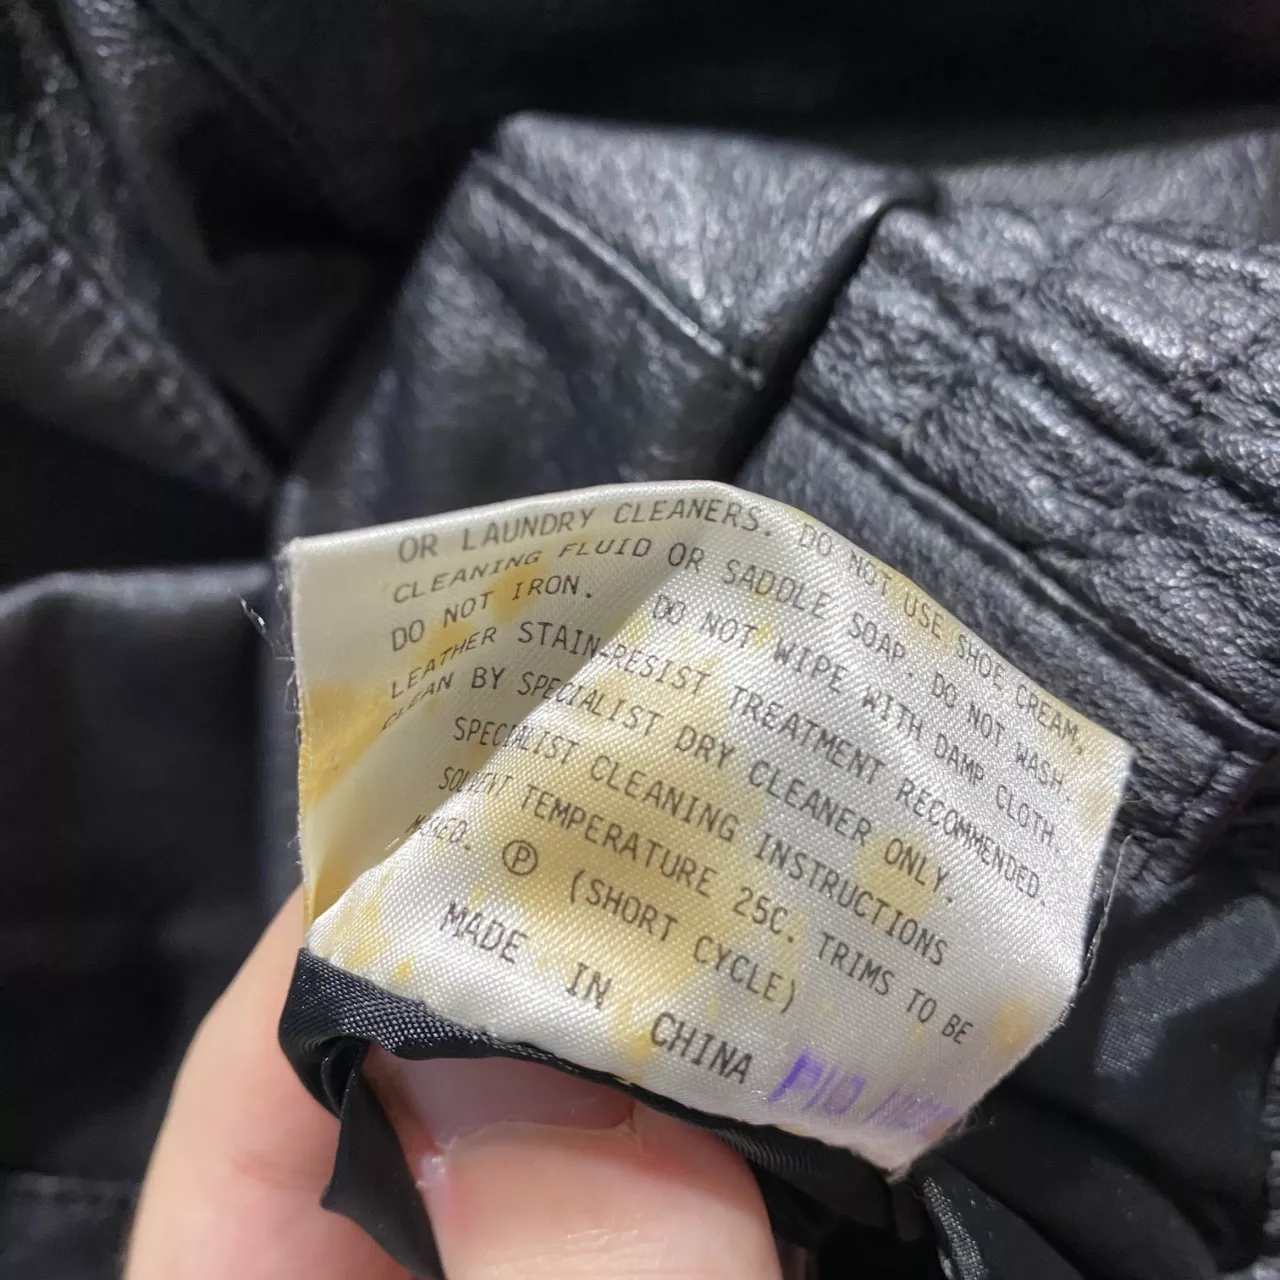 OR LAUNDRY CLEANERS. DO NOT USE SHOE CREAM,
CLEANING FLUID OR SADDLE SOAP. DO NOT WASH.
DO NOT IRON. DO NOT WIPE WITH DAMP CLOTH.
LEATHER STAIN-RESIST TREATMENT RECOMMENDED.
CLEAN BY SPECIALIST DRY CLEANER ONLY.
SPECIALIST CLEANING INSTRUCTIONS
SOLVENT TEMPERATURE 25C. TRIMS TO BE
Ⓟ (SHORT CYCLE)
MADE IN CHINA
P/O